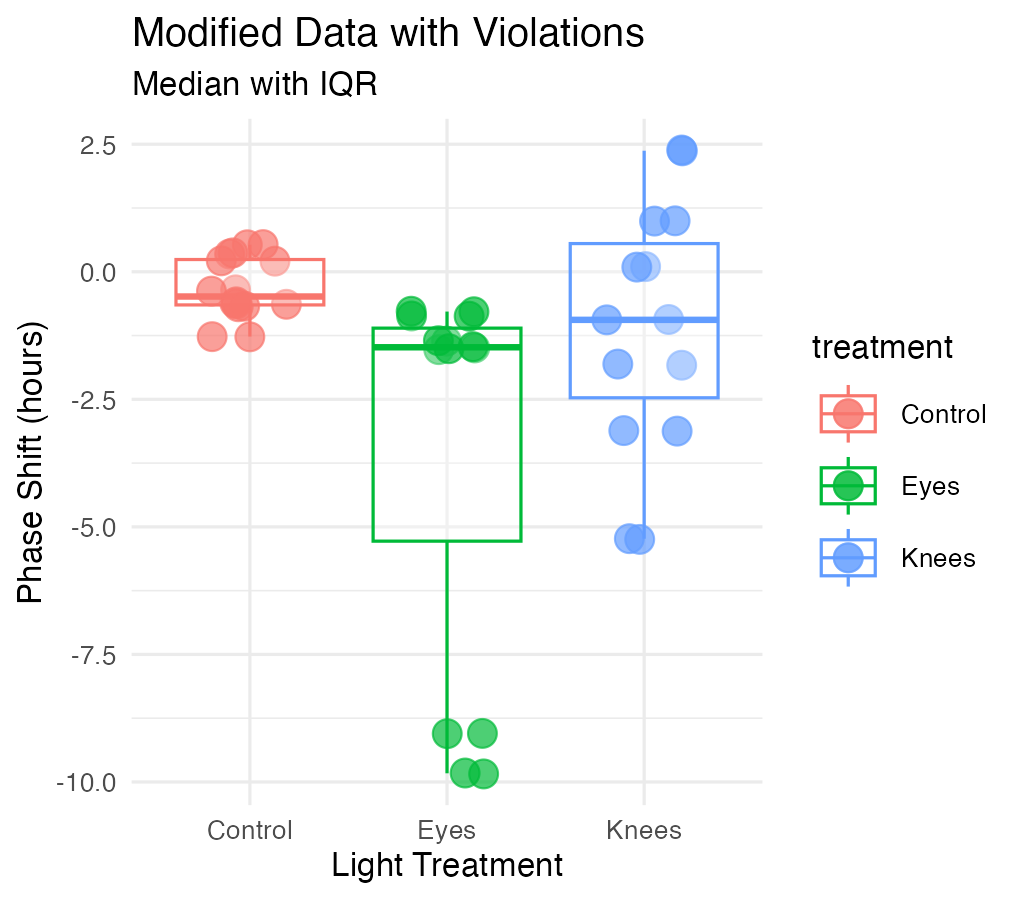 Modified Data with Violations
Median with IQR
2.5
0.0
-2.5
-5.0
-7.5
-10.0
Phase Shift (hours)
Control
Eyes
Knees
Light Treatment
treatment
Control
Eyes
Knees